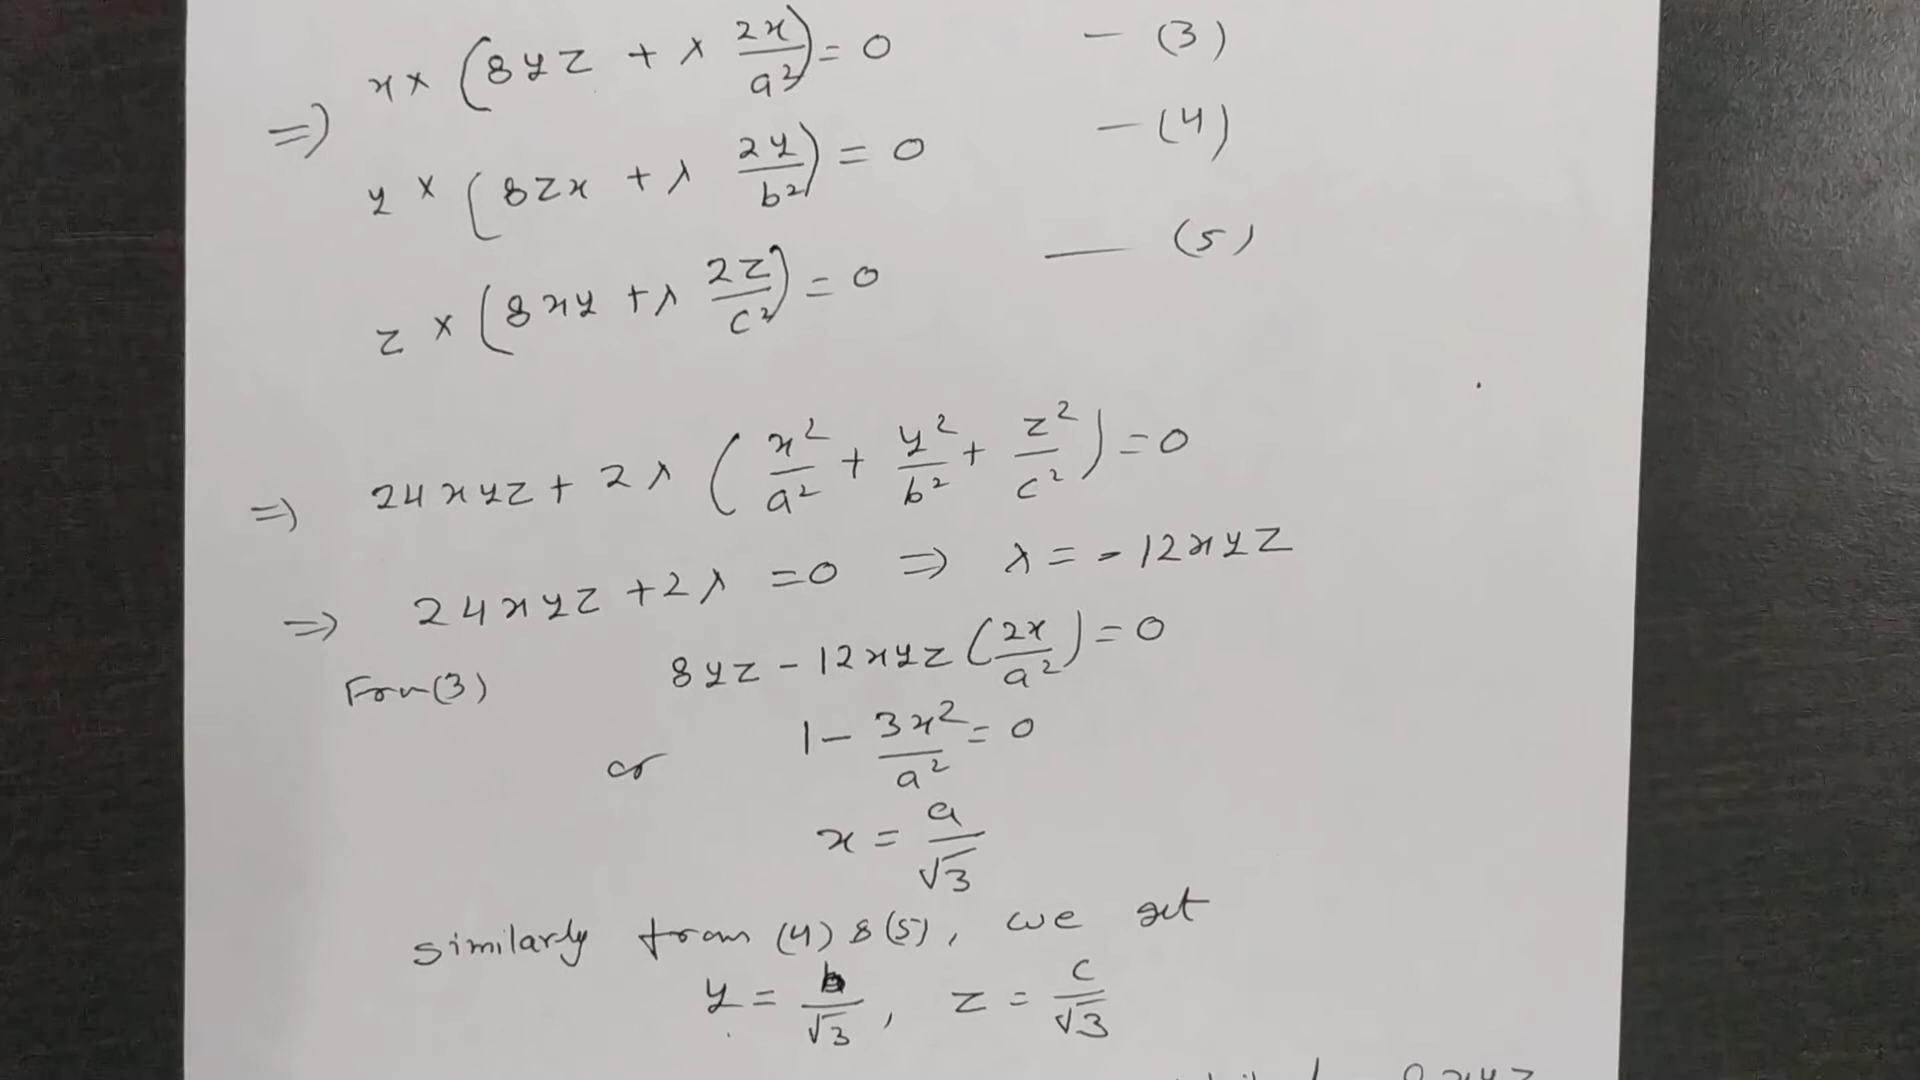 x × (8yz + λ 2x/a²) = 0 — (3)
⇒ y × (8zx + λ 2y/b²) = 0 — (4)
z × (8xy + λ 2z/c²) = 0 — (5)
⇒ 24xyz + 2λ (x²/a² + y²/b² + z²/c²) = 0
⇒ 24xyz + 2λ = 0 ⇒ λ = -12xyz
From (3) 8yz - 12xyz (2x/a²) = 0
or 1 - 3x²/a² = 0
x = a/√3
similarly from (4) & (5), we get
y = b/√3, z = c/√3